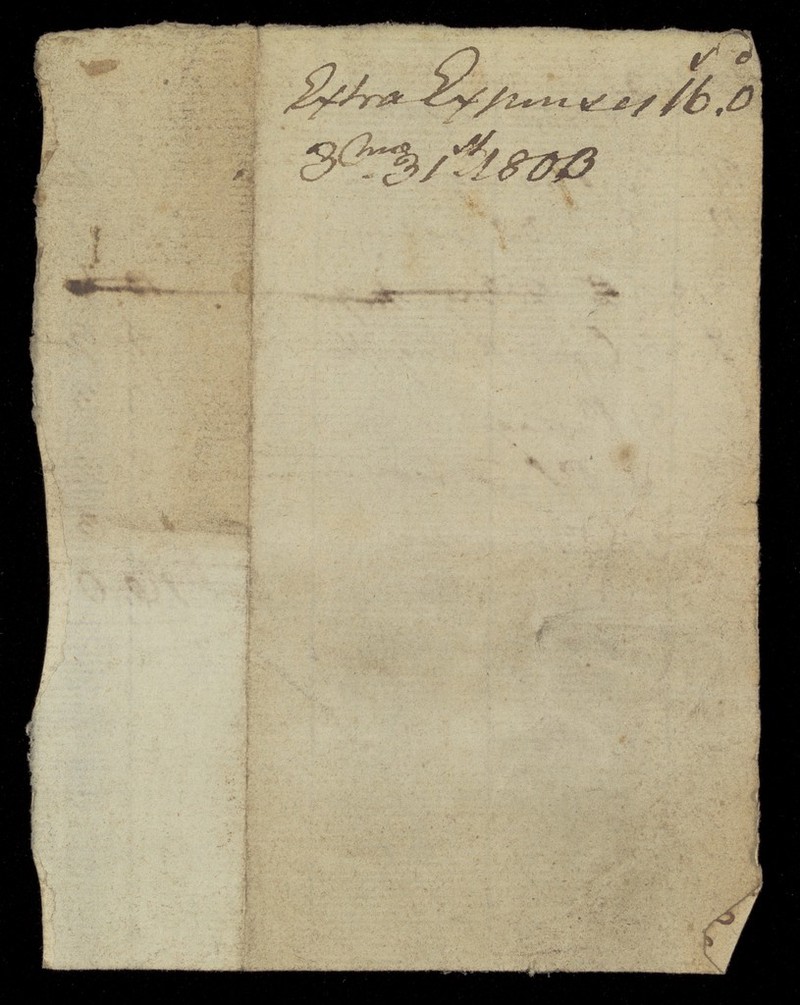 s d
Extra Expenses 16.0
3mo 31st 1803